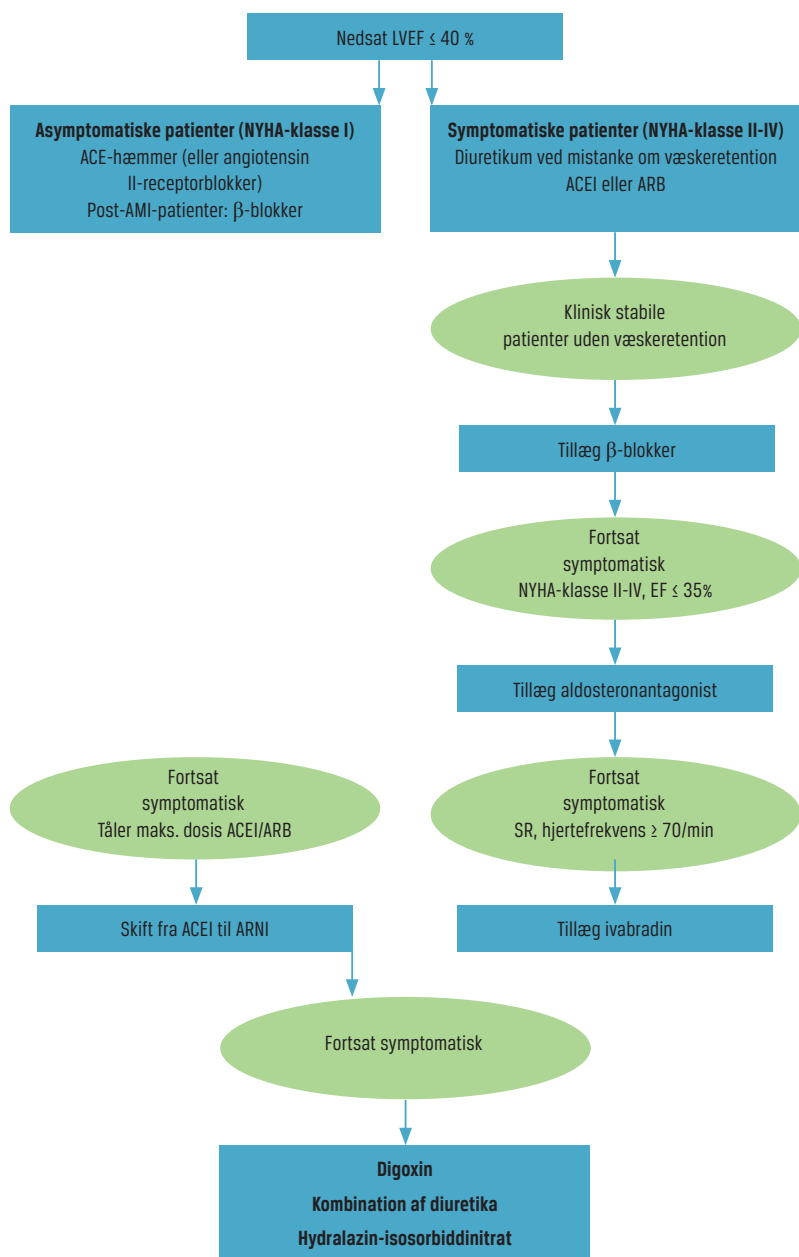 Nedsat LVEF ≤ 40 %
Asymptomatiske patienter (NYHA-klasse I)
ACE-hæmmer (eller angiotensin
II-receptorblokker)
Post-AMI-patienter: β-blokker
Symptomatiske patienter (NYHA-klasse II-IV)
Diuretikum ved mistanke om væskeretention
ACEI eller ARB
Klinisk stabile
patienter uden væskeretention
Tillæg β-blokker
Fortsat
symptomatisk
NYHA-klasse II-IV, EF ≤ 35%
Tillæg aldosteronantagonist
Fortsat
symptomatisk
Tåler maks. dosis ACEI/ARB
Fortsat
symptomatisk
SR, hjertefrekvens ≥ 70/min
Skift fra ACEI til ARNI
Tillæg ivabradin
Fortsat symptomatisk
Digoxin
Kombination af diuretika
Hydralazin-isosorbiddinitrat